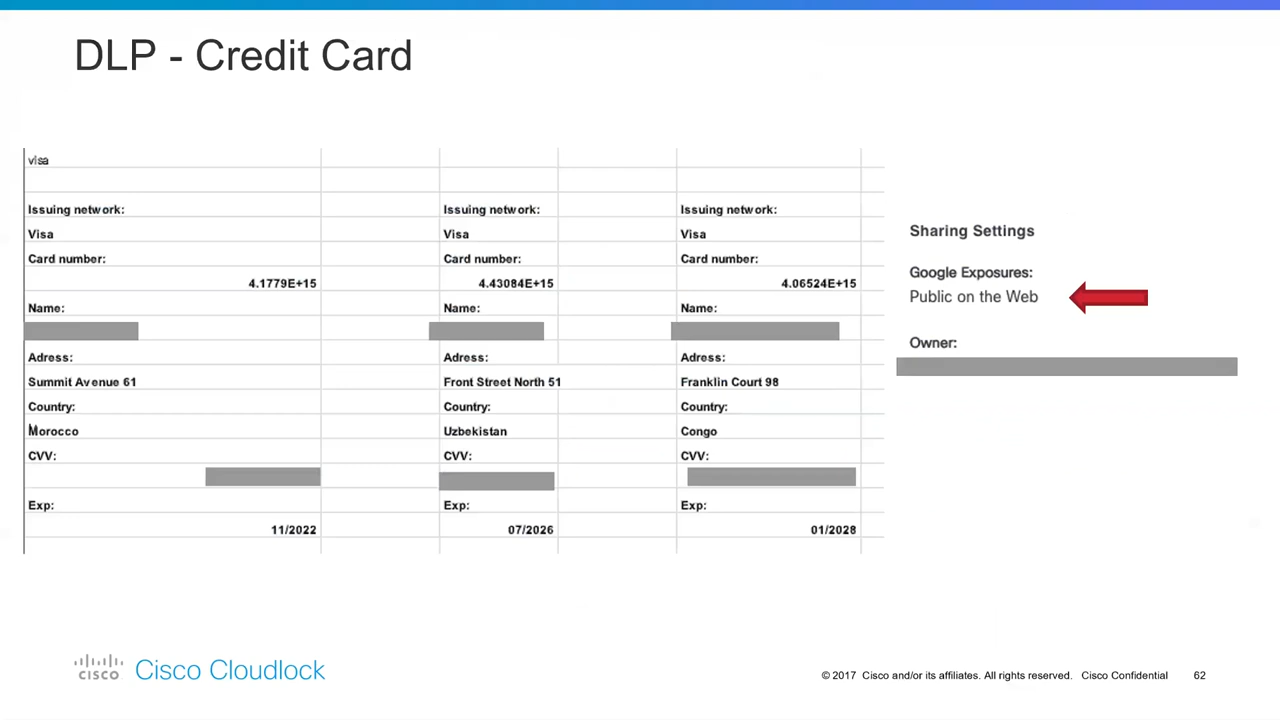 DLP - Credit Card
visa
Issuing network: Issuing network: Issuing network:
Visa Visa Visa
Card number: Card number: Card number:
4.1779E+15 4.43084E+15 4.06524E+15
Name: Name: Name:
Adress: Adress: Adress:
Summit Avenue 61 Front Street North 51 Franklin Court 98
Country: Country: Country:
Morocco Uzbekistan Congo
CVV: CVV: CVV:
Exp: Exp: Exp:
11/2022 07/2026 01/2028
Sharing Settings
Google Exposures:
Public on the Web
Owner:
CISCO Cisco Cloudlock
© 2017 Cisco and/or its affiliates. All rights reserved. Cisco Confidential 62